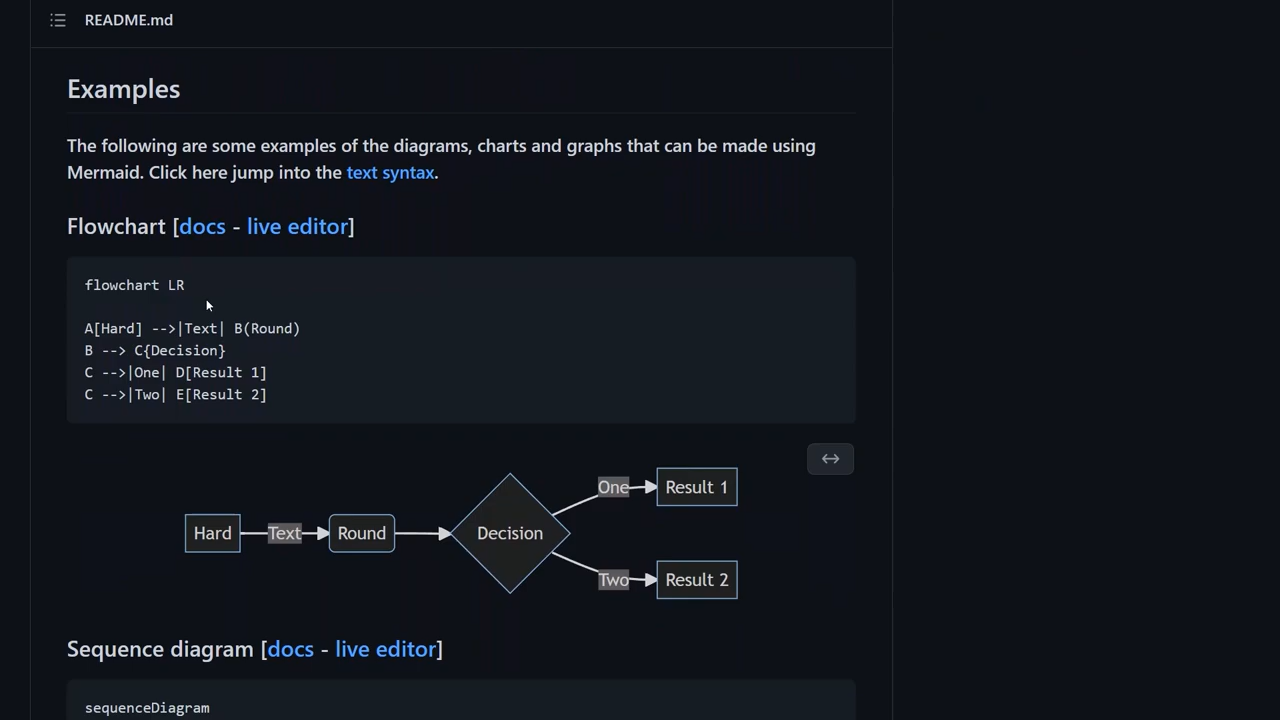 README.md
Examples
The following are some examples of the diagrams, charts and graphs that can be made using
Mermaid. Click here jump into the text syntax.
Flowchart [docs - live editor]
flowchart LR
A[Hard] -->|Text| B(Round)
B --> C{Decision}
C -->|One| D[Result 1]
C -->|Two| E[Result 2]
One Result 1
Hard Text Round Decision
Two Result 2
Sequence diagram [docs - live editor]
sequenceDiagram